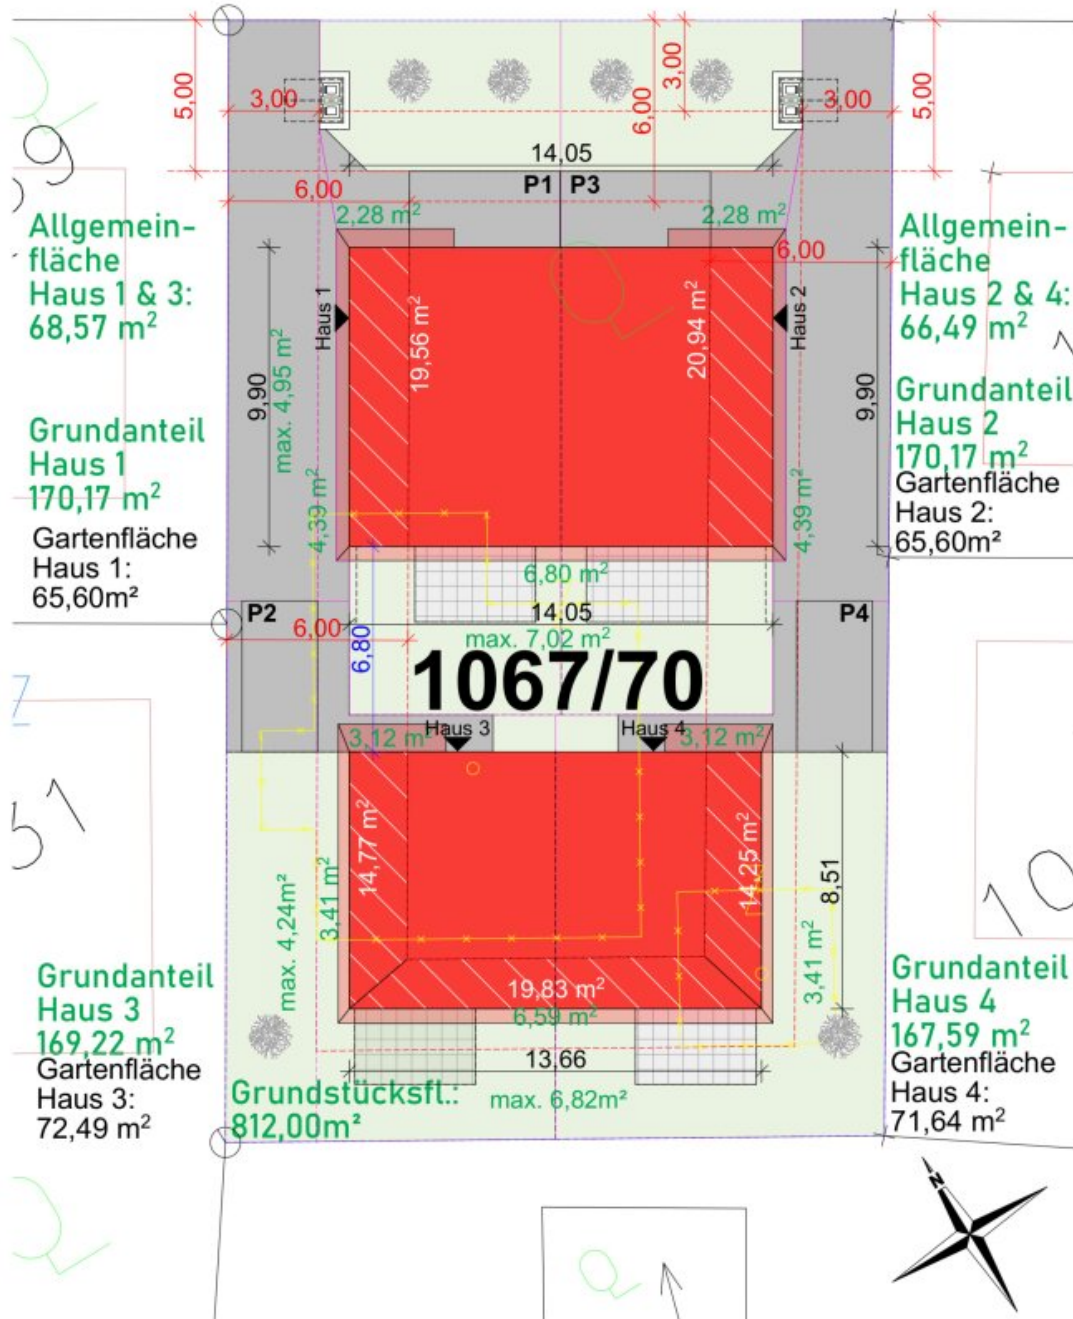 5,00
3,00
3,00
6,00
3,00
5,00
14,05
P1
P3
6,00
2,28 m²
2,28 m²
6,00
Allgemein-
fläche
Haus 1 & 3:
68,57 m²
Allgemein-
fläche
Haus 2 & 4:
66,49 m²
Haus 1
19,56 m²
20,94 m²
Haus 2
9,90
max. 4,95 m²
9,90
Grundanteil
Haus 1
170,17 m²
Gartenfläche
Haus 1:
65,60m²
Grundanteil
Haus 2
170,17 m²
Gartenfläche
Haus 2:
65,60m²
4,39 m²
4,39 m²
6,80 m²
14,05
P2
P4
6,00
6,80
max. 7,02 m²
1067/70
Haus 3
Haus 4
3,12 m²
3,12 m²
14,77 m²
14,25 m²
8,51
3,41 m²
max. 4,24m²
3,41 m²
19,83 m²
6,59 m²
13,66
max. 6,82m²
Grundanteil
Haus 3
169,22 m²
Gartenfläche
Haus 3:
72,49 m²
Grundanteil
Haus 4
167,59 m²
Gartenfläche
Haus 4:
71,64 m²
Grundstücksfl.:
812,00m²
51
10
N